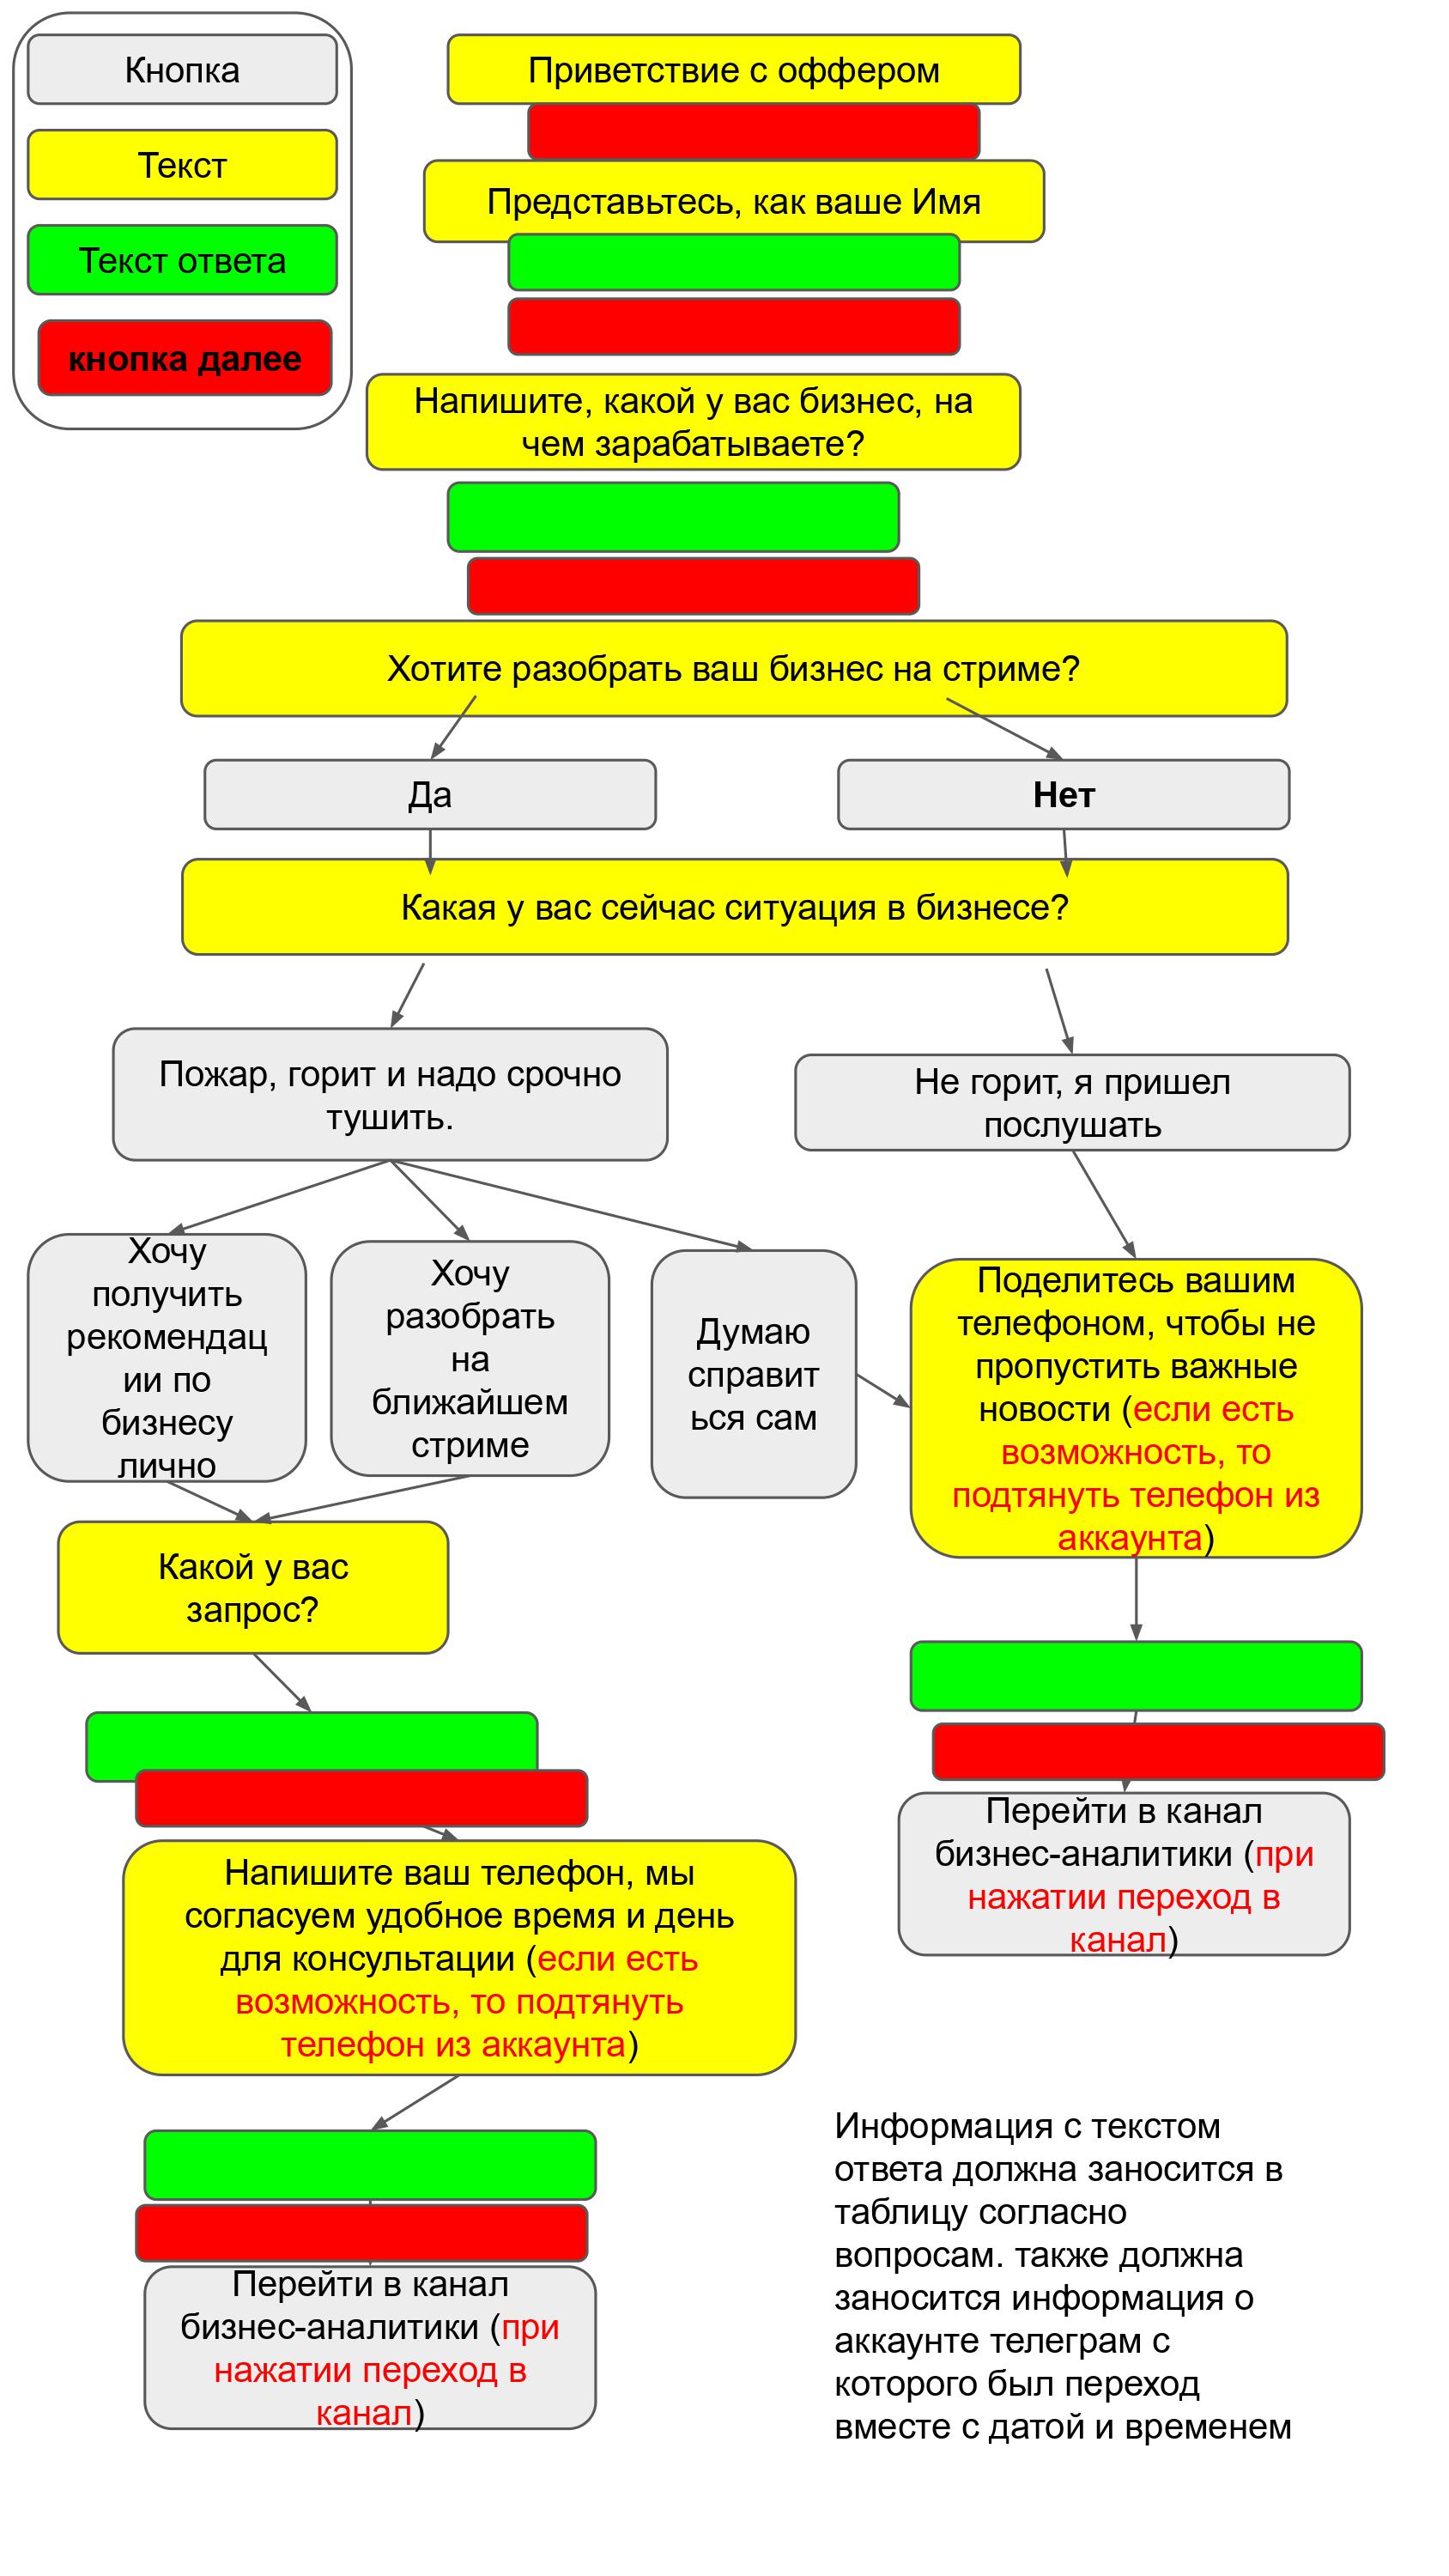 Кнопка
Текст
Текст ответа
кнопка далее
Приветствие с оффером
Представьтесь, как ваше Имя
Напишите, какой у вас бизнес, на
чем зарабатываете?
Хотите разобрать ваш бизнес на стриме?
Да
Нет
Какая у вас сейчас ситуация в бизнесе?
Пожар, горит и надо срочно
тушить.
Не горит, я пришел
послушать
Хочу
получить
рекомендац
ии по
бизнесу
лично
Хочу
разобрать
на
ближайшем
стриме
Думаю
справит
ься сам
Поделитесь вашим
телефоном, чтобы не
пропустить важные
новости (если есть
возможность, то
подтянуть телефон из
аккаунта)
Какой у вас
запрос?
Перейти в канал
бизнес-аналитики (при
нажатии переход в
канал)
Напишите ваш телефон, мы
согласуем удобное время и день
для консультации (если есть
возможность, то подтянуть
телефон из аккаунта)
Перейти в канал
бизнес-аналитики (при
нажатии переход в
канал)
Информация с текстом
ответа должна заносится в
таблицу согласно
вопросам. также должна
заносится информация о
аккаунте телеграм с
которого был переход
вместе с датой и временем